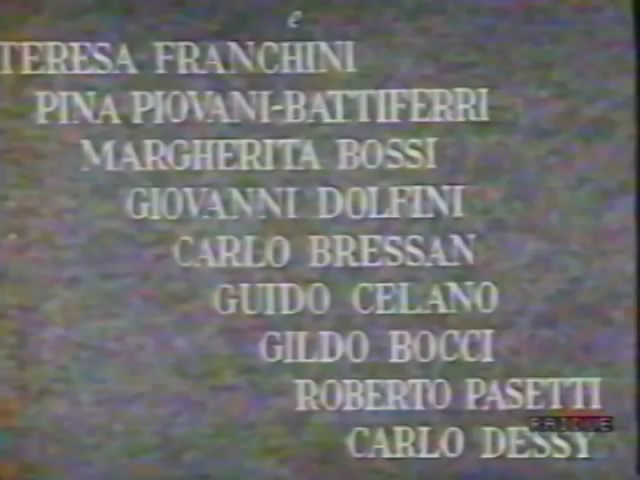 e
TERESA FRANCHINI
PINA PIOVANI-BATTIFERRI
MARGHERITA BOSSI
GIOVANNI DOLFINI
CARLO BRESSAN
GUIDO CELANO
GILDO BOCCI
ROBERTO PASETTI
CARLO DESSY